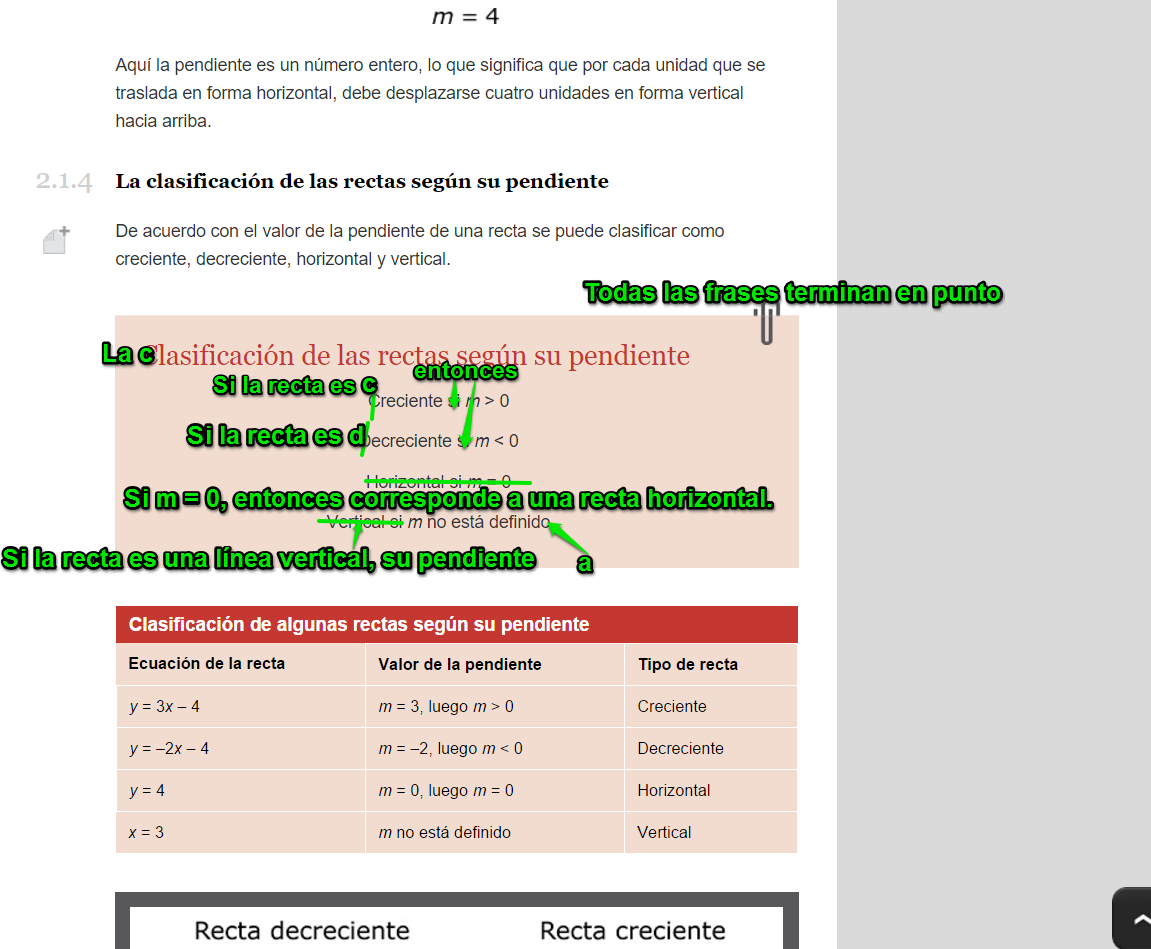 m = 4
Aquí la pendiente es un número entero, lo que significa que por cada unidad que se
traslada en forma horizontal, debe desplazarse cuatro unidades en forma vertical
hacia arriba.
2.1.4 La clasificación de las rectas según su pendiente
De acuerdo con el valor de la pendiente de una recta se puede clasificar como
creciente, decreciente, horizontal y vertical.
Todas las frases terminan en punto
La c
Clasificación de las rectas según su pendiente
entonces
Si la recta es c
Creciente si m > 0
Si la recta es d
Decreciente si m < 0
Horizontal si m = 0
Si m = 0, entonces corresponde a una recta horizontal.
Vertical si m no está definido
Si la recta es una línea vertical, su pendiente
a
Clasificación de algunas rectas según su pendiente
Ecuación de la recta Valor de la pendiente Tipo de recta
y = 3x – 4 m = 3, luego m > 0 Creciente
y = –2x – 4 m = –2, luego m < 0 Decreciente
y = 4 m = 0, luego m = 0 Horizontal
x = 3 m no está definido Vertical
Recta decreciente Recta creciente